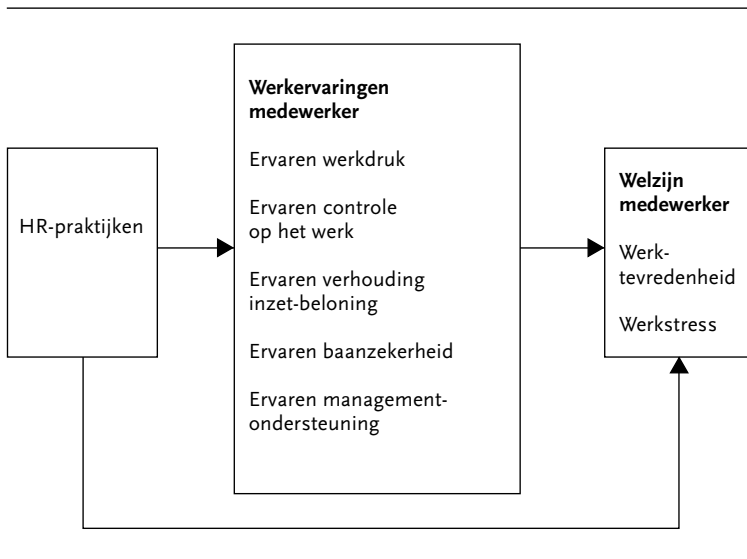 HR-praktijken
Werkervaringen
medewerker
Ervaren werkdruk
Ervaren controle
op het werk
Ervaren verhouding
inzet-beloning
Ervaren baanzekerheid
Ervaren management-
ondersteuning
Welzijn
medewerker
Werk-
tevredenheid
Werkstress